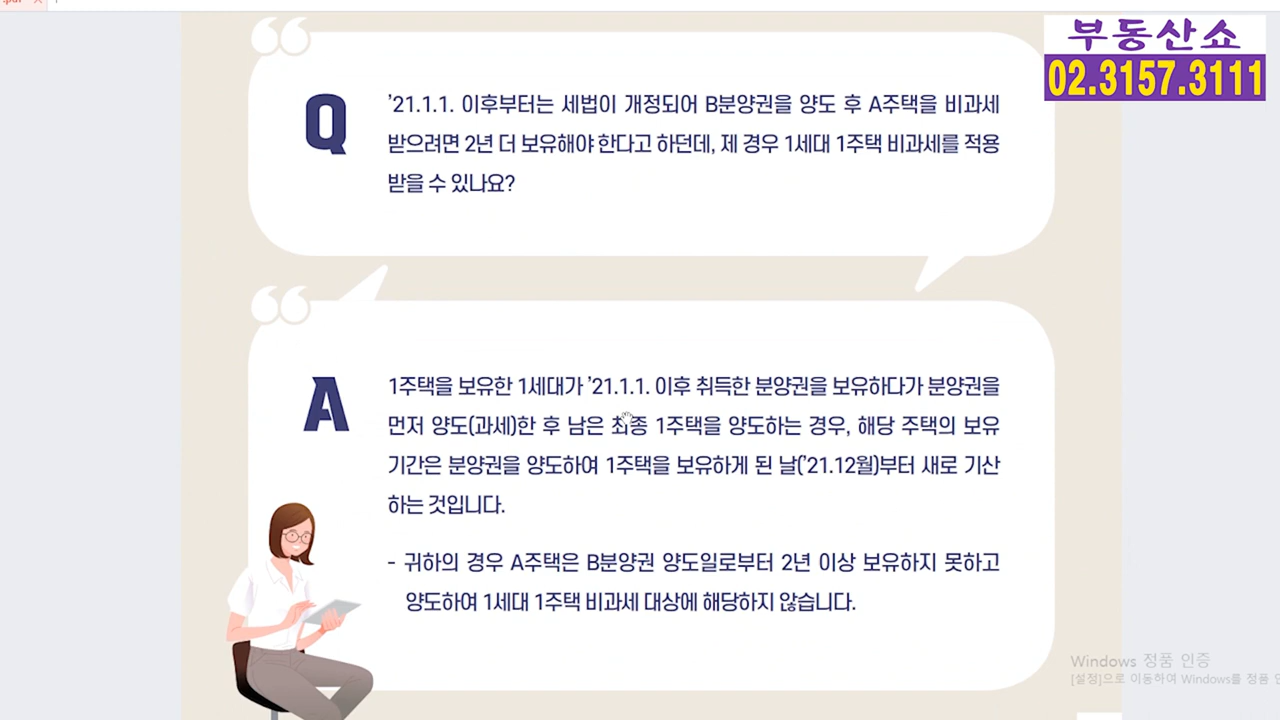 부동산쇼
02.3157.3111
Q
'21.1.1. 이후부터는 세법이 개정되어 B분양권을 양도 후 A주택을 비과세
받으려면 2년 더 보유해야 한다고 하던데, 제 경우 1세대 1주택 비과세를 적용
받을 수 있나요?
A
1주택을 보유한 1세대가 '21.1.1. 이후 취득한 분양권을 보유하다가 분양권을
먼저 양도(과세)한 후 남은 최종 1주택을 양도하는 경우, 해당 주택의 보유
기간은 분양권을 양도하여 1주택을 보유하게 된 날('21.12월)부터 새로 기산
하는 것입니다.
- 귀하의 경우 A주택은 B분양권 양도일로부터 2년 이상 보유하지 못하고
양도하여 1세대 1주택 비과세 대상에 해당하지 않습니다.
Windows 정품 인증
[설정]으로 이동하여 Windows를 정품